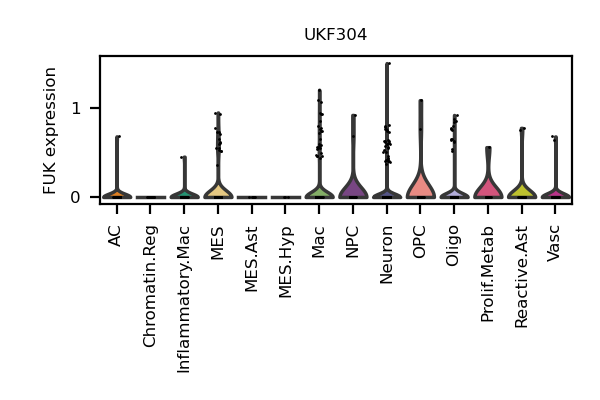 UKF304
FUK expression
1
0
AC
Chromatin.Reg
Inflammatory.Mac
MES
MES.Ast
MES.Hyp
Mac
NPC
Neuron
OPC
Oligo
Prolif.Metab
Reactive.Ast
Vasc